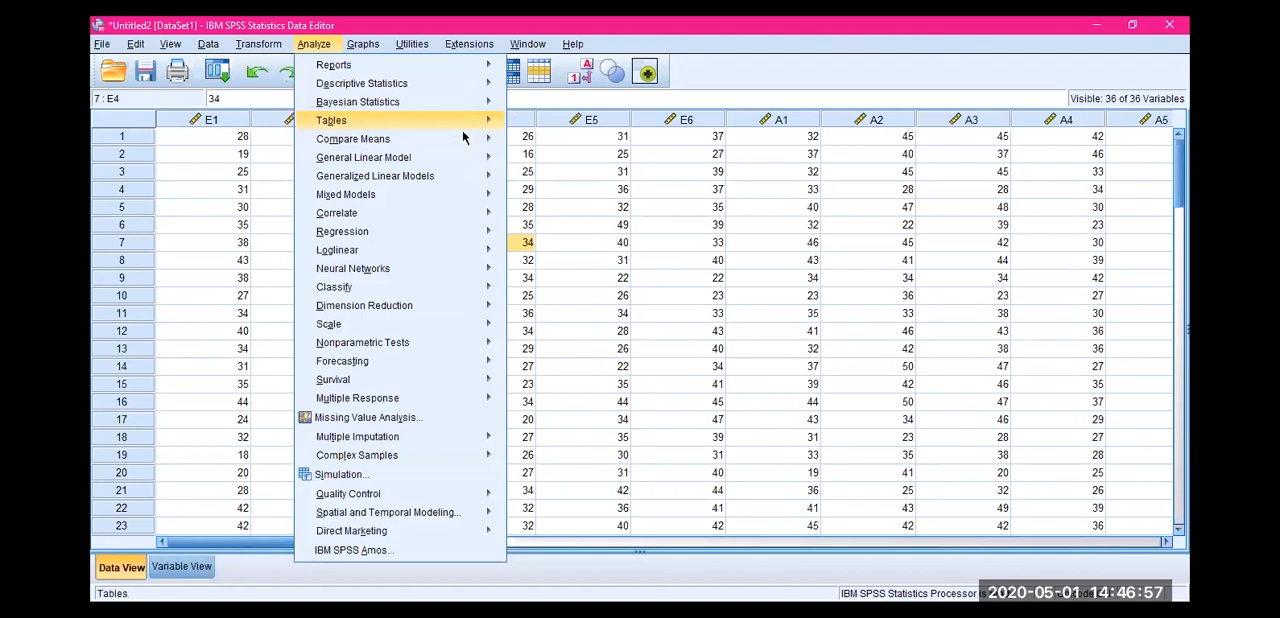 *Untitled2 [DataSet1] - IBM SPSS Statistics Data Editor
File Edit View Data Transform Analyze Graphs Utilities Extensions Window Help
7 : E4 34 Visible: 36 of 36 Variables
E1 E5 E6 A1 A2 A3 A4 A5
1 28 26 31 37 32 45 45 42
2 19 16 25 27 37 40 37 46
3 25 25 31 39 32 45 45 33
4 31 29 36 37 33 28 28 34
5 30 28 32 35 40 47 48 30
6 35 35 49 39 32 22 39 23
7 38 34 40 33 46 45 42 30
8 43 32 31 40 43 41 44 39
9 38 34 22 22 34 34 34 42
10 27 25 26 23 23 36 23 30
11 34 36 34 33 35 33 38 30
12 40 34 28 43 41 46 43 36
13 34 29 26 40 32 42 38 36
14 31 27 22 34 37 50 47 27
15 35 23 35 41 39 42 46 35
16 44 34 44 45 44 50 47 37
17 24 20 34 47 43 34 46 29
18 32 27 35 39 31 23 28 27
19 18 26 30 31 33 35 38 28
20 20 27 31 40 19 41 20 25
21 28 34 42 44 36 25 32 26
22 42 32 36 41 41 43 49 39
23 42 32 40 42 45 42 42 36
Reports
Descriptive Statistics
Bayesian Statistics
Tables
Compare Means
General Linear Model
Generalized Linear Models
Mixed Models
Correlate
Regression
Loglinear
Neural Networks
Classify
Dimension Reduction
Scale
Nonparametric Tests
Forecasting
Survival
Multiple Response
Missing Value Analysis...
Multiple Imputation
Complex Samples
Simulation...
Quality Control
Spatial and Temporal Modeling...
Direct Marketing
IBM SPSS Amos...
Data View Variable View
Tables IBM SPSS Statistics Processor
2020-05-01 14:46:57